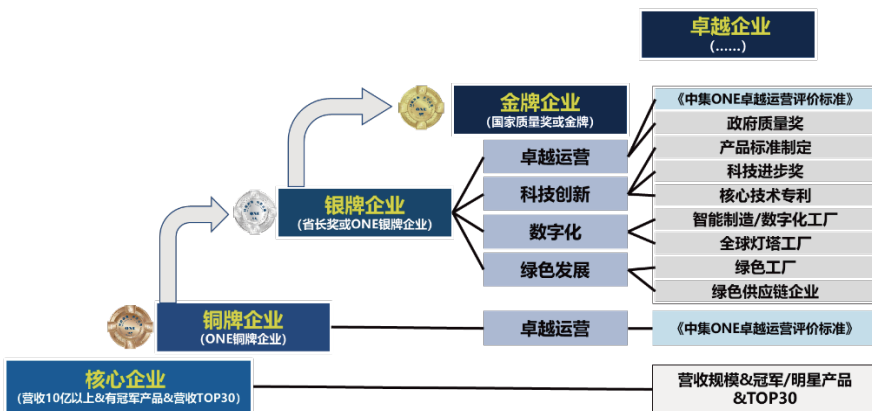 卓越企业
(……)
金牌企业
(国家质量奖或金牌)
《中集ONE卓越运营评价标准》
政府质量奖
卓越运营
产品标准制定
科技进步奖
科技创新
核心技术专利
银牌企业
(省长奖或ONE银牌企业)
数字化
智能制造/数字化工厂
全球灯塔工厂
绿色发展
绿色工厂
绿色供应链企业
铜牌企业
(ONE铜牌企业)
卓越运营
《中集ONE卓越运营评价标准》
核心企业
(营收10亿以上&有冠军产品&营收TOP30)
营收规模&冠军/明星产品
&TOP30